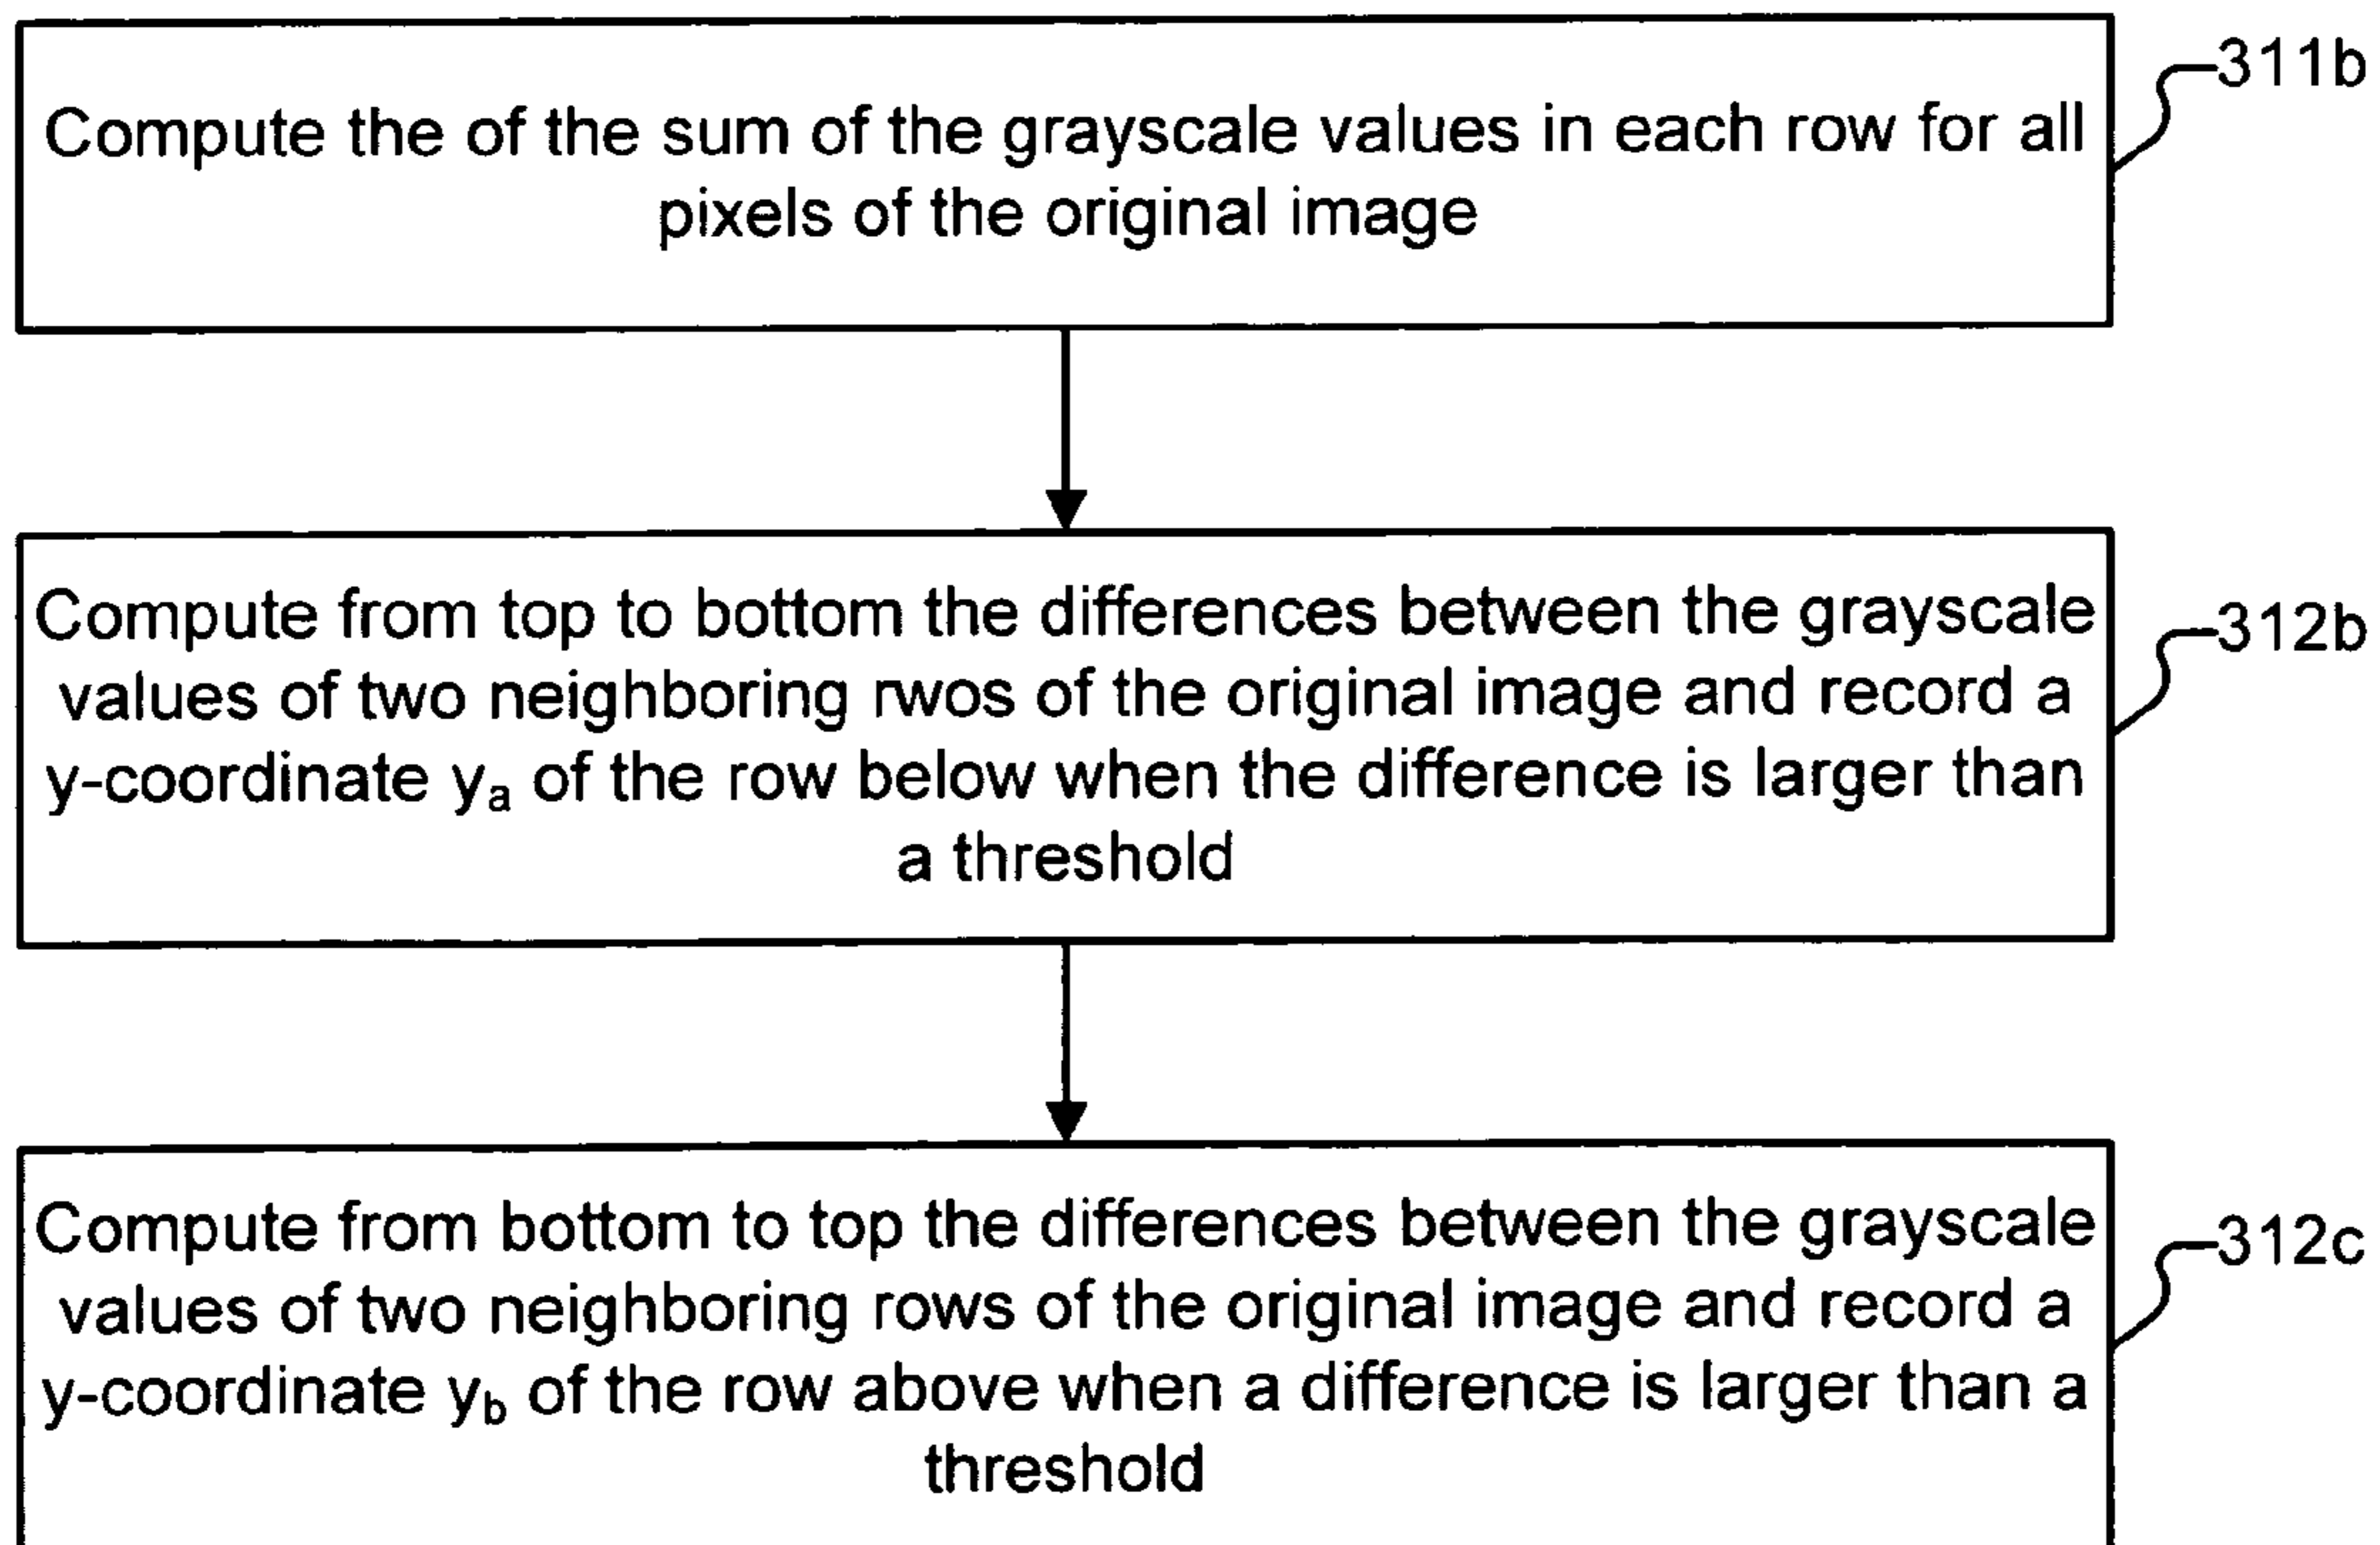 311b
Compute the of the sum of the grayscale values in each row for all
pixels of the original image
Compute from top to bottom the differences between the grayscale
312b
values of two neighboring rwos of the original image and record a
y-coordinate yₐ of the row below when the difference is larger than
a threshold
Compute from bottom to top the differences between the grayscale
312c
values of two neighboring rows of the original image and record a
y-coordinate y_b of the row above when a difference is larger than a
threshold